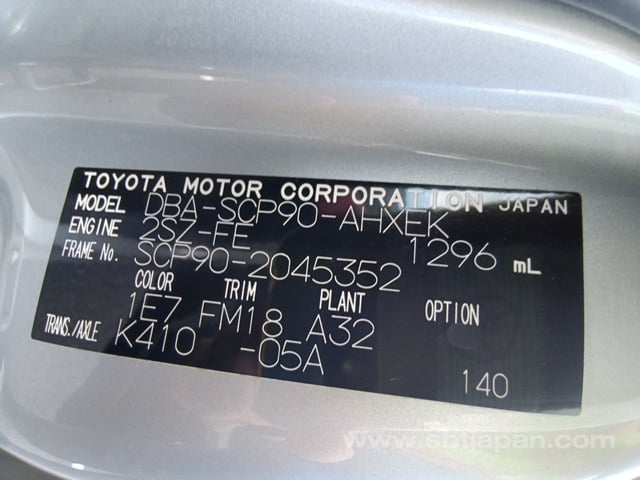 TOYOTA MOTOR CORPORATION JAPAN
MODEL DBA-SCP90-AHXEK
ENGINE 2SZ-FE 1296 mL
FRAME No. SCP90-2045352
COLOR TRIM PLANT OPTION
1E7 FM18 A32
TRANS./AXLE K410 -05A
140
www.sbtjapan.com